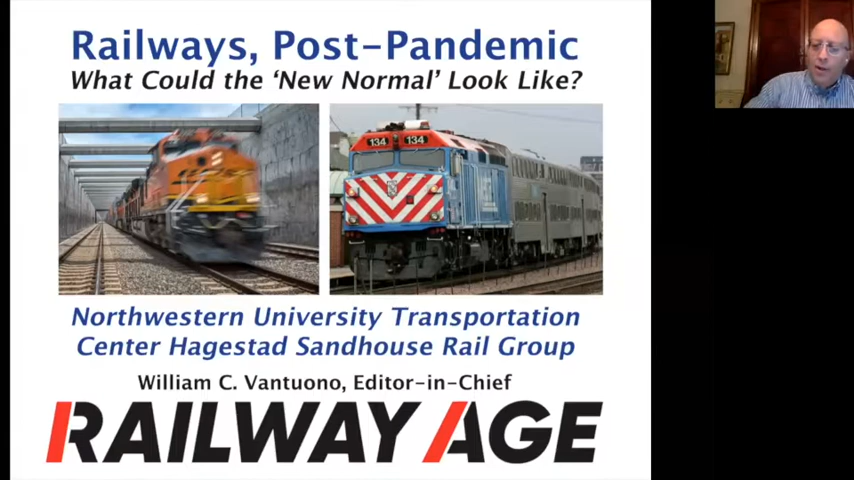 Railways, Post-Pandemic
What Could the ‘New Normal’ Look Like?
134 134
Northwestern University Transportation
Center Hagestad Sandhouse Rail Group
William C. Vantuono, Editor-in-Chief
RAILWAY AGE